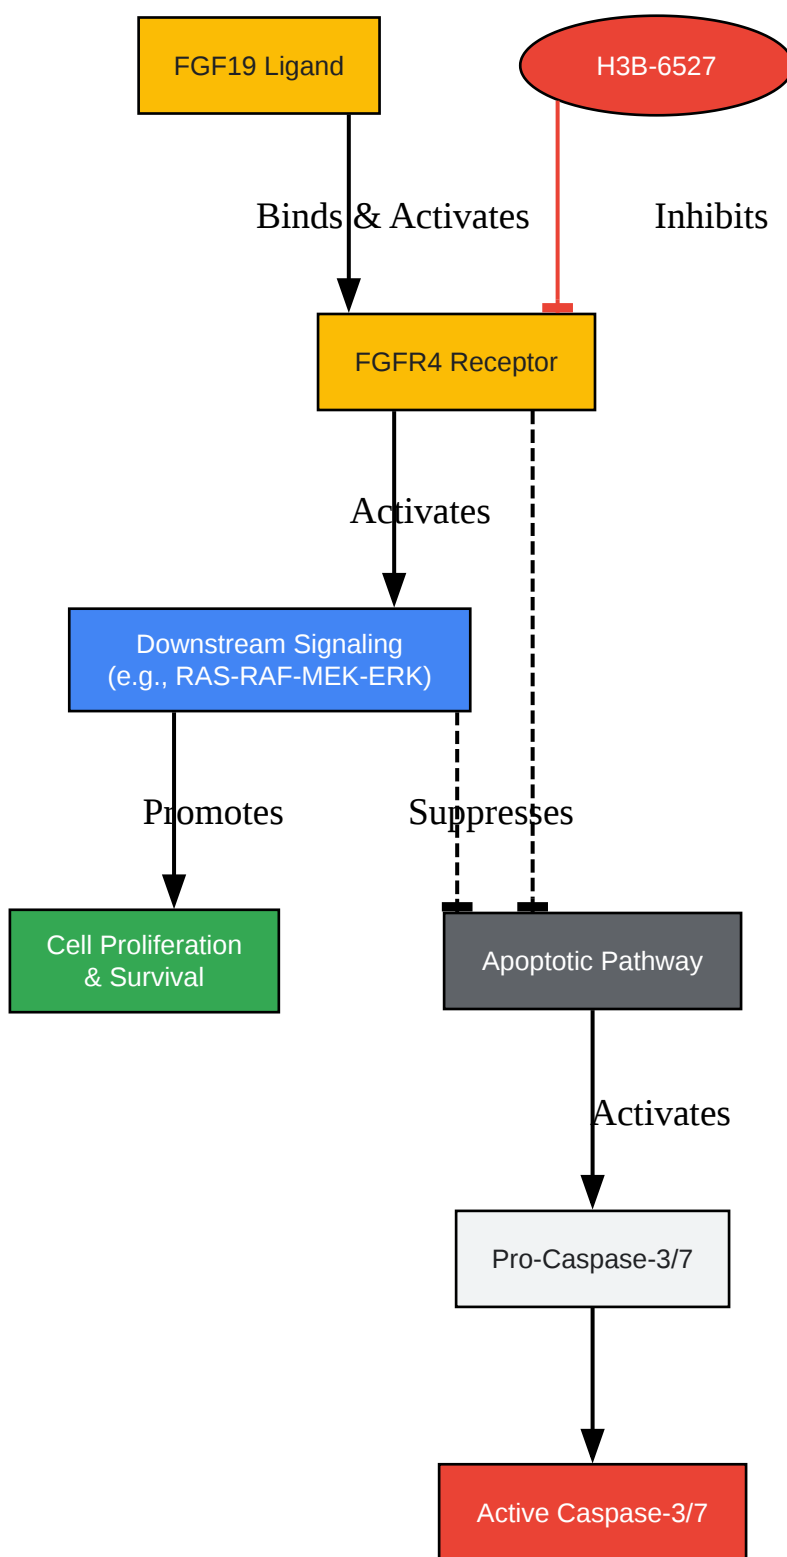 FGF19 Ligand
H3B-6527
Binds & Activates
Inhibits
FGFR4 Receptor
Activates
Downstream Signaling
(e.g., RAS-RAF-MEK-ERK)
Promotes
Suppresses
Cell Proliferation
& Survival
Apoptotic Pathway
Activates
Pro-Caspase-3/7
Active Caspase-3/7